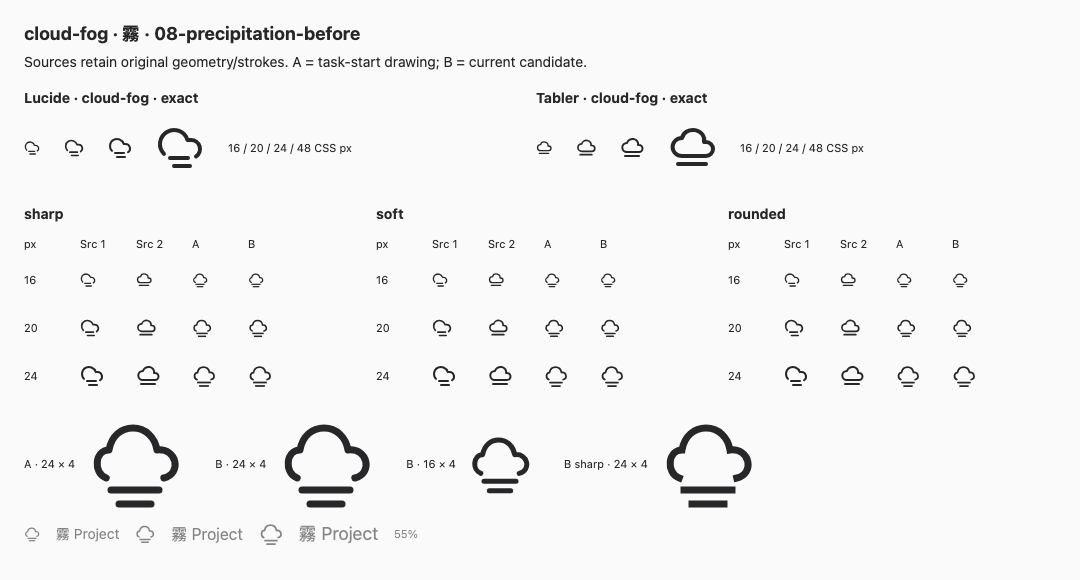 cloud-fog · 霧 · 08-precipitation-before
Sources retain original geometry/strokes. A = task-start drawing; B = current candidate.
Lucide · cloud-fog · exact
Tabler · cloud-fog · exact
16 / 20 / 24 / 48 CSS px
16 / 20 / 24 / 48 CSS px
sharp
soft
rounded
px Src 1 Src 2 A B
px Src 1 Src 2 A B
px Src 1 Src 2 A B
16
16
16
20
20
20
24
24
24
A · 24 × 4
B · 24 × 4
B · 16 × 4
B sharp · 24 × 4
霧 Project
霧 Project
霧 Project
55%